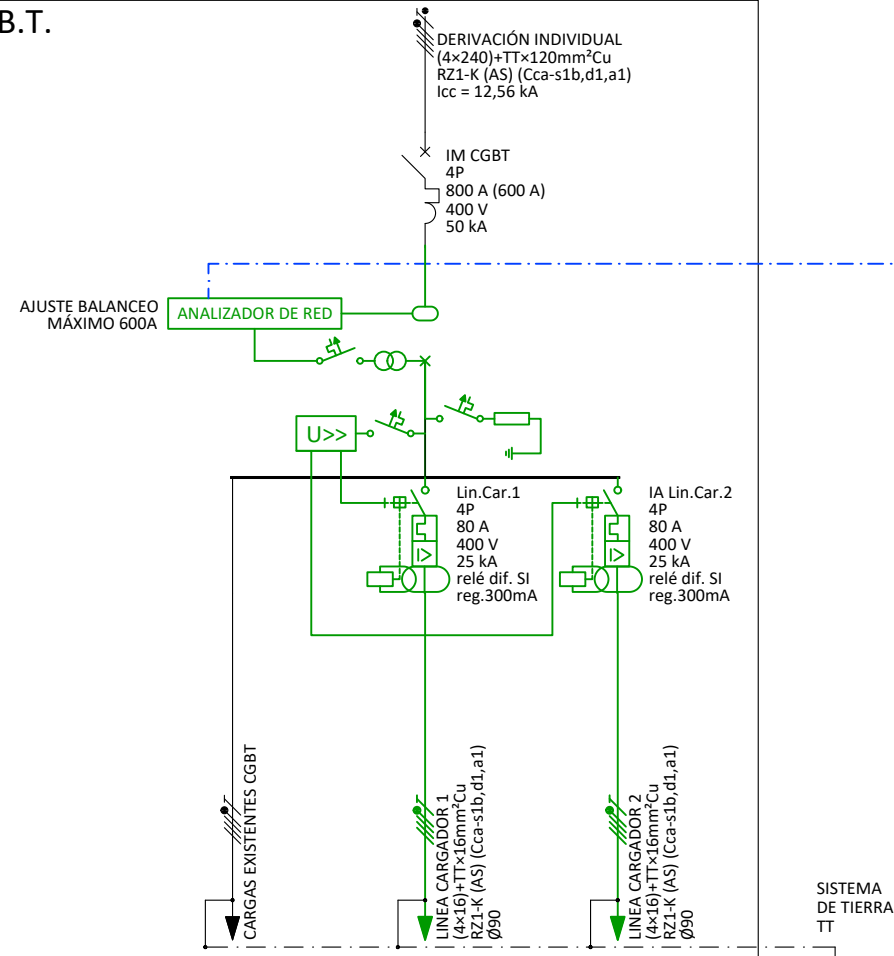 B.T.
DERIVACIÓN INDIVIDUAL
(4×240)+TT×120mm²Cu
RZ1-K (AS) (Cca-s1b,d1,a1)
Icc = 12,56 kA
IM CGBT
4P
800 A (600 A)
400 V
50 kA
AJUSTE BALANCEO
MÁXIMO 600A
ANALIZADOR DE RED
U>>
Lin.Car.1
4P
80 A
400 V
25 kA
relé dif. SI
reg.300mA
I>
IA Lin.Car.2
4P
80 A
400 V
25 kA
relé dif. SI
reg.300mA
I>
CARGAS EXISTENTES CGBT
LINEA CARGADOR 1
(4×16)+TT×16mm²Cu
RZ1-K (AS) (Cca-s1b,d1,a1)
Ø90
LINEA CARGADOR 2
(4×16)+TT×16mm²Cu
RZ1-K (AS) (Cca-s1b,d1,a1)
Ø90
SISTEMA
DE TIERRA
TT